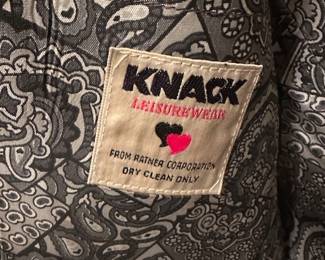 KNACK
LEISUREWEAR
FROM RATNER CORPORATION
DRY CLEAN ONLY